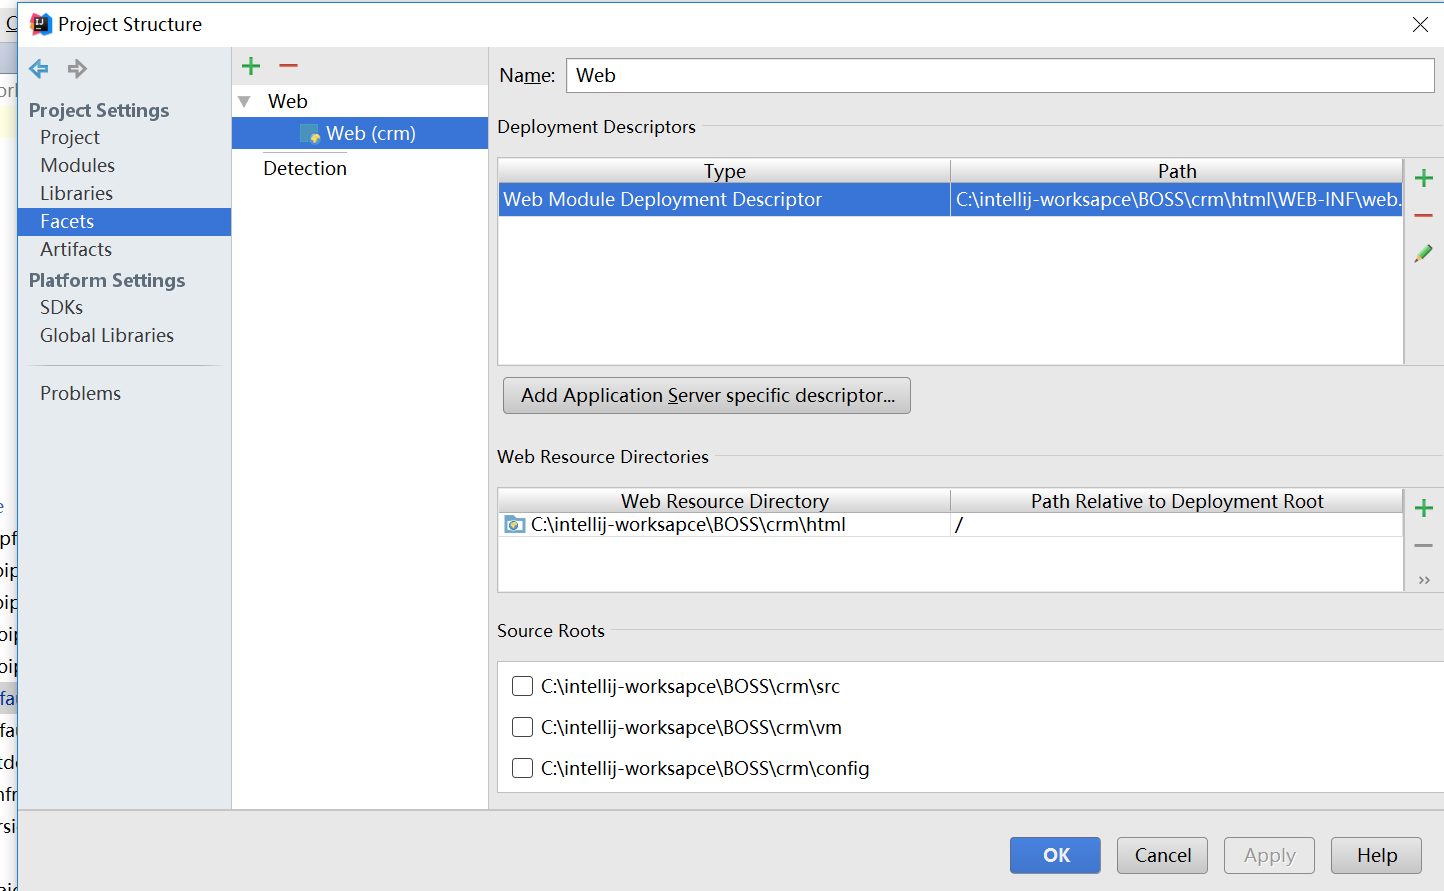 Project Structure
Project Settings
Project
Modules
Libraries
Facets
Artifacts
Platform Settings
SDKs
Global Libraries
Problems
Web
Web (crm)
Detection
Name: Web
Deployment Descriptors
Type Path
Web Module Deployment Descriptor C:\intellij-worksapce\BOSS\crm\html\WEB-INF\web.
Add Application Server specific descriptor...
Web Resource Directories
Web Resource Directory Path Relative to Deployment Root
C:\intellij-worksapce\BOSS\crm\html /
Source Roots
C:\intellij-worksapce\BOSS\crm\src
C:\intellij-worksapce\BOSS\crm\vm
C:\intellij-worksapce\BOSS\crm\config
OK Cancel Apply Help